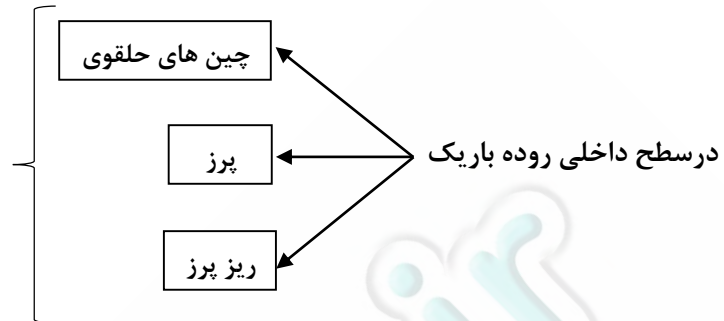 چین های حلقوی
درسطح داخلی روده باریک
پرز
ریز پرز